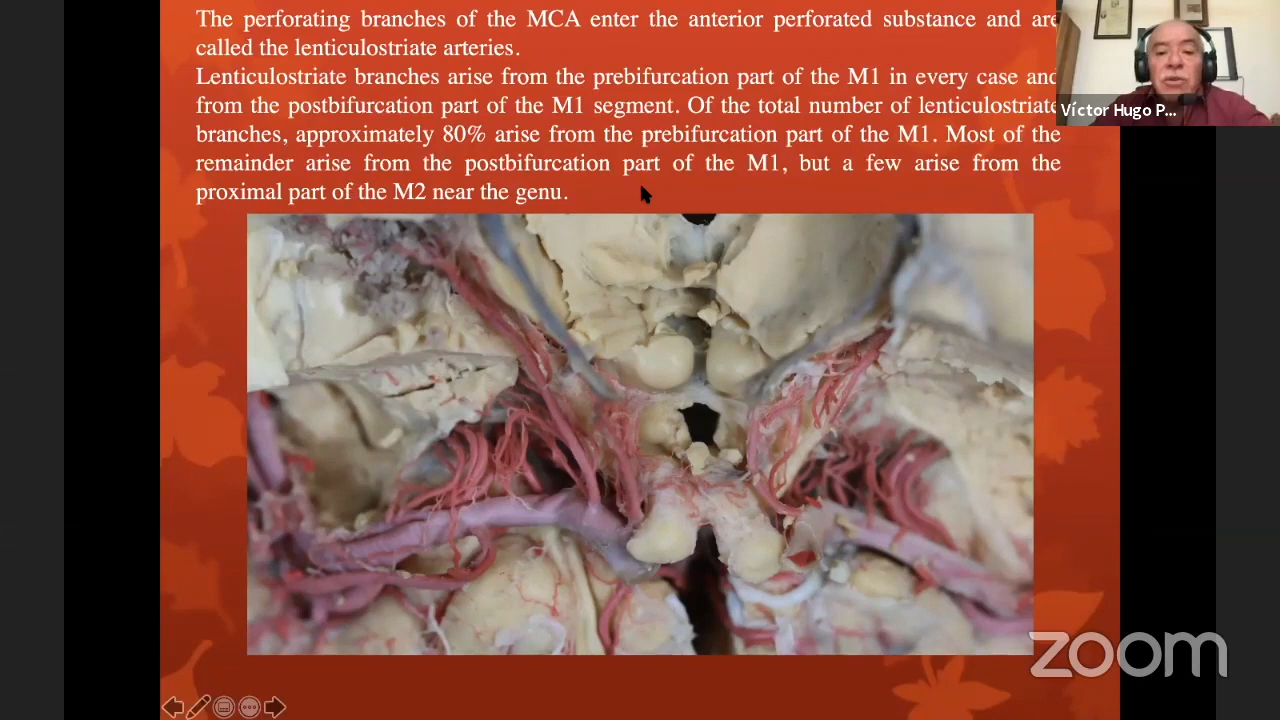 The perforating branches of the MCA enter the anterior perforated substance and are
called the lenticulostriate arteries.
Lenticulostriate branches arise from the prebifurcation part of the M1 in every case and
from the postbifurcation part of the M1 segment. Of the total number of lenticulostriate
branches, approximately 80% arise from the prebifurcation part of the M1. Most of the
remainder arise from the postbifurcation part of the M1, but a few arise from the
proximal part of the M2 near the genu.
Víctor Hugo P...
zoom